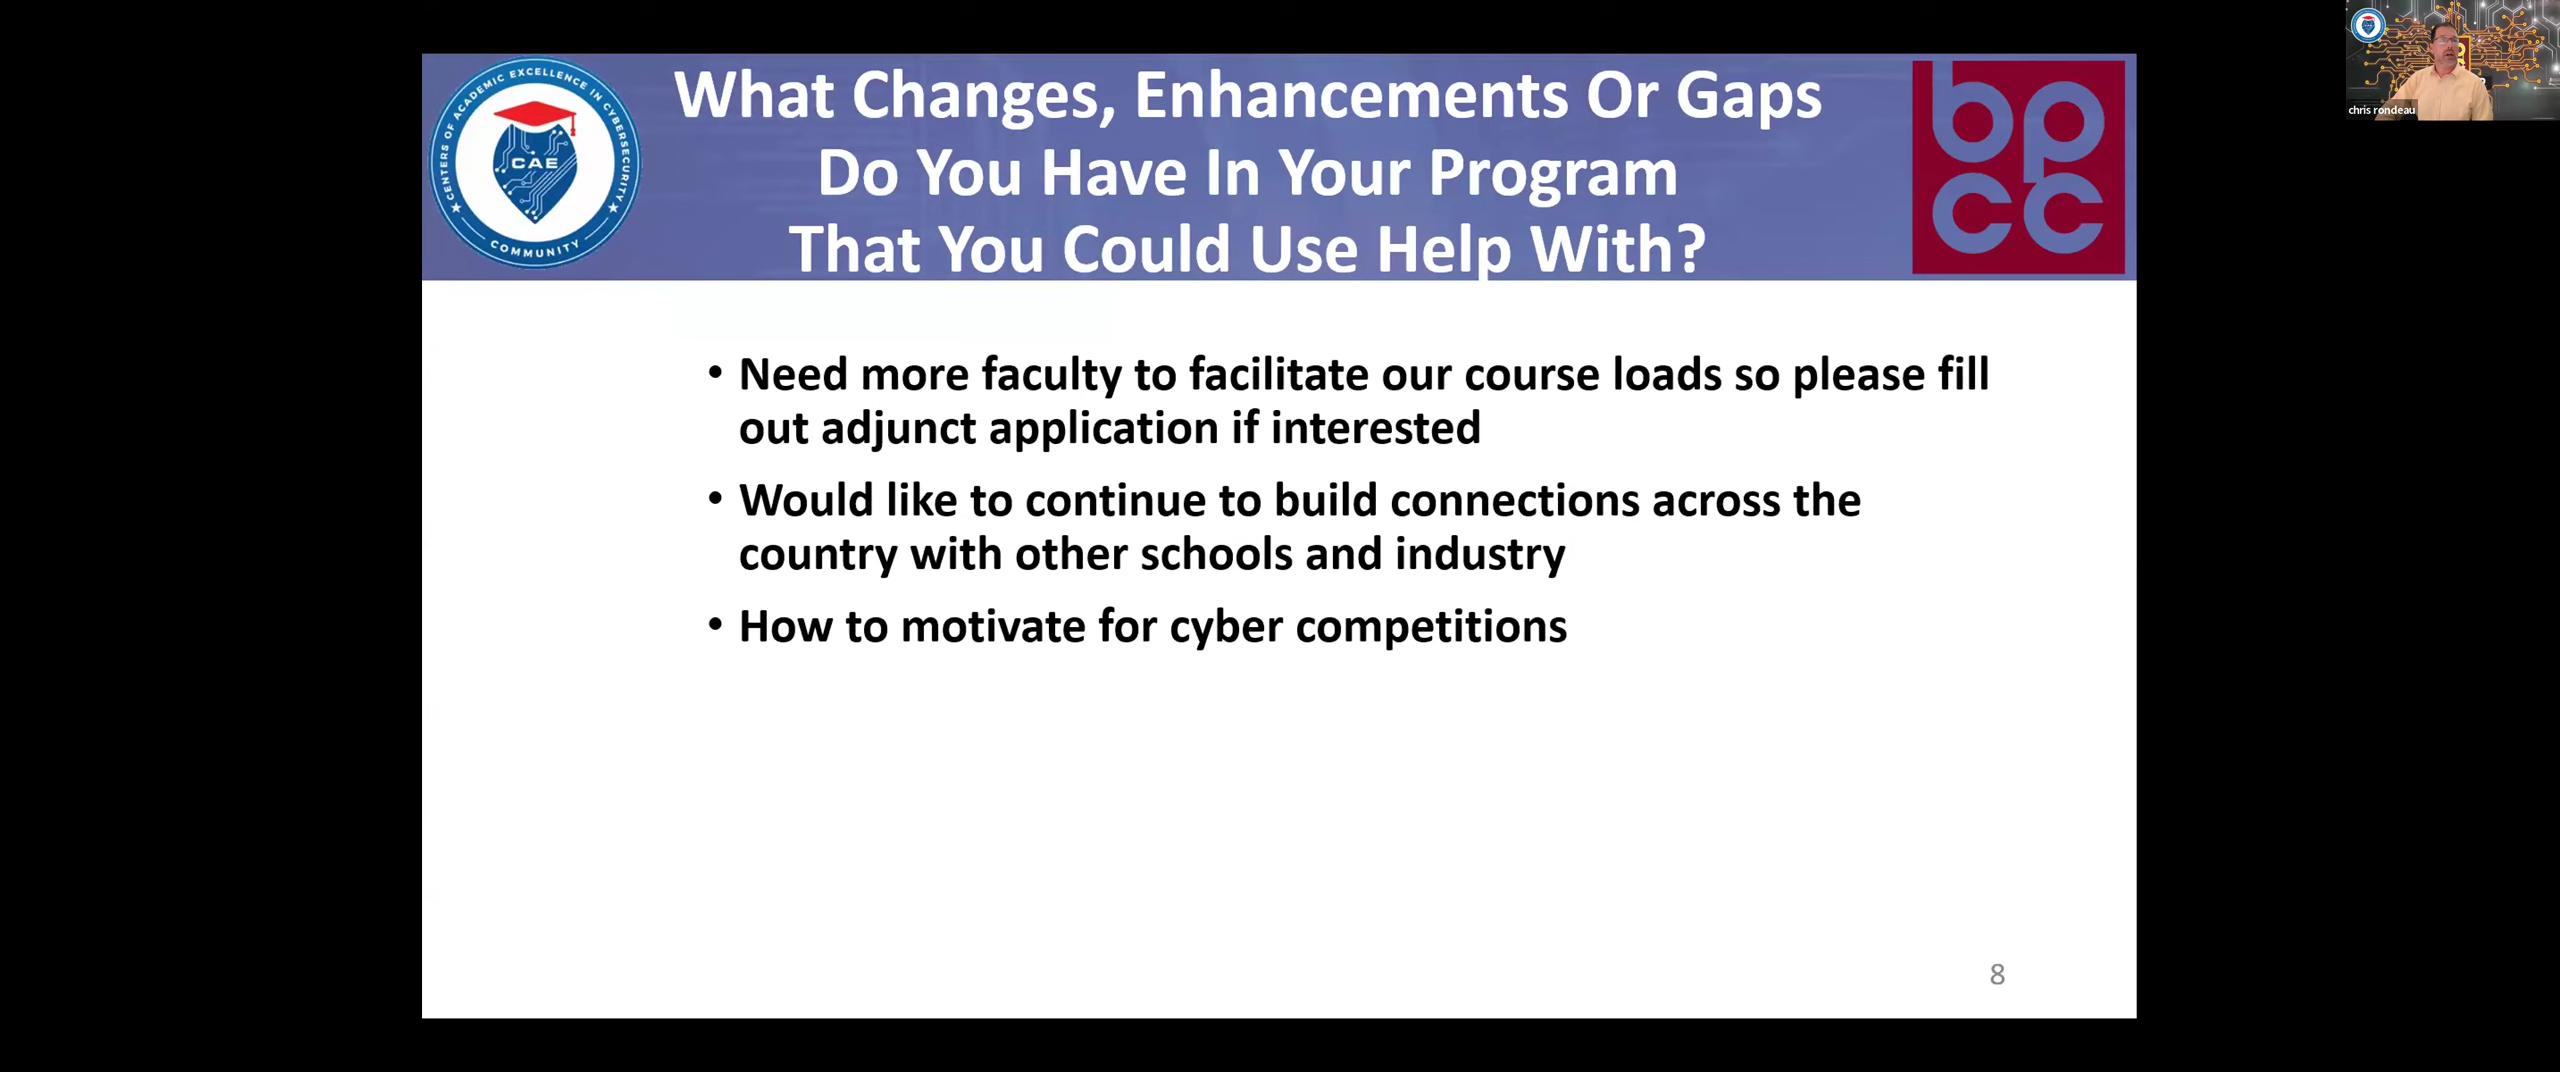 CENTERS OF ACADEMIC EXCELLENCE IN CYBERSECURITY
CAE
COMMUNITY
What Changes, Enhancements Or Gaps
Do You Have In Your Program
That You Could Use Help With?
bp
cc
chris rondeau
• Need more faculty to facilitate our course loads so please fill
out adjunct application if interested
• Would like to continue to build connections across the
country with other schools and industry
• How to motivate for cyber competitions
8